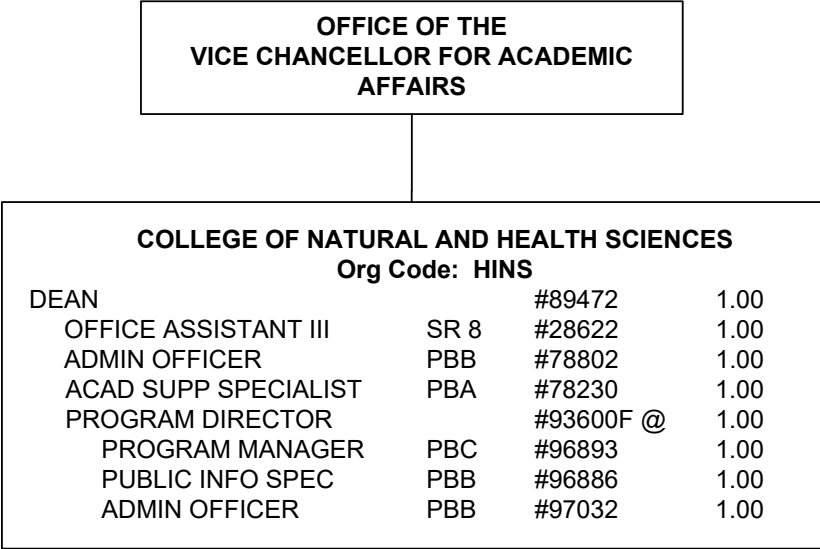 OFFICE OF THE
VICE CHANCELLOR FOR ACADEMIC
AFFAIRS
COLLEGE OF NATURAL AND HEALTH SCIENCES
Org Code: HINS
DEAN #89472 1.00
OFFICE ASSISTANT III SR 8 #28622 1.00
ADMIN OFFICER PBB #78802 1.00
ACAD SUPP SPECIALIST PBA #78230 1.00
PROGRAM DIRECTOR #93600F @ 1.00
PROGRAM MANAGER PBC #96893 1.00
PUBLIC INFO SPEC PBB #96886 1.00
ADMIN OFFICER PBB #97032 1.00